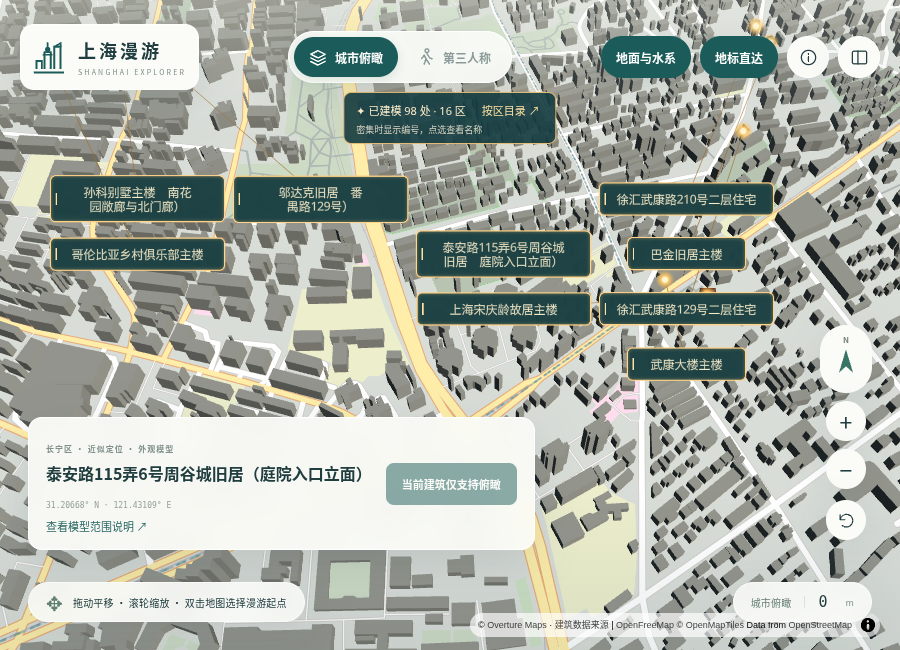 上海漫游
SHANGHAI EXPLORER
城市俯瞰
第三人称
地面与水系
地标直达
✦ 已建模 98 处 · 16 区 按区目录 ↗
密集时显示编号，点选查看名称
孙科别墅主楼 南花
园敞廊与北门廊）
邬达克旧居 番
禺路129号）
徐汇武康路210号二层住宅
哥伦比亚乡村俱乐部主楼
泰安路115弄6号周谷城
旧居 庭院入口立面）
巴金旧居主楼
上海宋庆龄故居主楼
徐汇武康路129号二层住宅
武康大楼主楼
N
+
−
长宁区 · 近似定位 · 外观模型
泰安路115弄6号周谷城旧居（庭院入口立面）
当前建筑仅支持俯瞰
31.20668° N · 121.43109° E
查看模型范围说明 ↗
拖动平移 · 滚轮缩放 · 双击地图选择漫游起点
城市俯瞰 0 m
© Overture Maps · 建筑数据来源 | OpenFreeMap © OpenMapTiles Data from OpenStreetMap